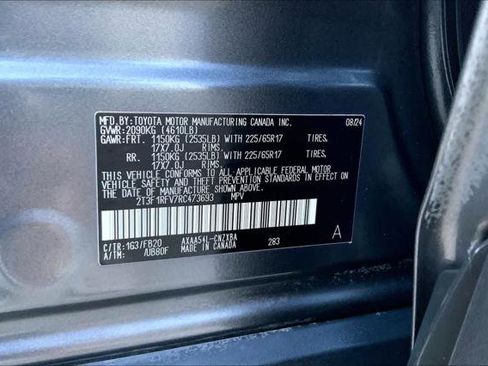 MFD.BY:TOYOTA MOTOR MANUFACTURING CANADA INC. 08/24
GVWR:2090KG (4610LB)
GAWR:FRT. 1150KG (2535LB) WITH 225/65R17 TIRES,
17X7.0J RIMS,
RR. 1150KG (2535LB) WITH 225/65R17 TIRES,
17X7.0J RIMS,
THIS VEHICLE CONFORMS TO ALL APPLICABLE
FEDERAL MOTOR VEHICLE SAFETY, BUMPER, AND
THEFT PREVENTION STANDARDS IN EFFECT ON THE
DATE OF MANUFACTURE SHOWN ABOVE.
2T3F1RFV7RC473693 MPV
C/TR:1G3/FB20 AXAA54L-CNZXBA 283
A/TM: /UB80F MADE IN CANADA A